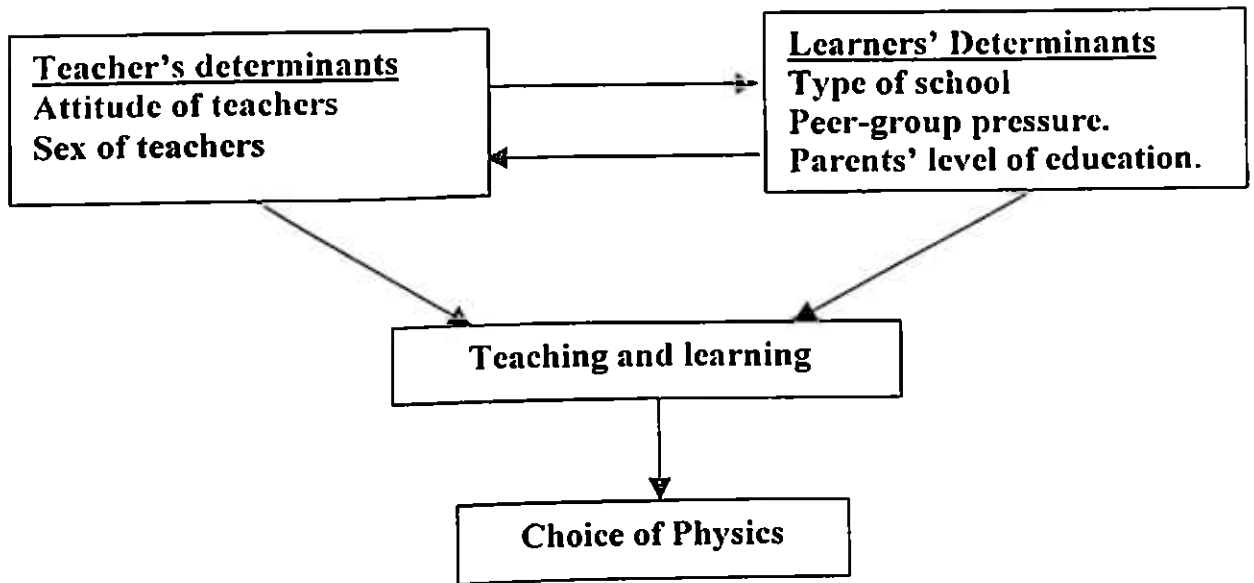 Teacher's determinants
Attitude of teachers
Sex of teachers
Learners' Determinants
Type of school
Peer-group pressure.
Parents' level of education.
Teaching and learning
Choice of Physics